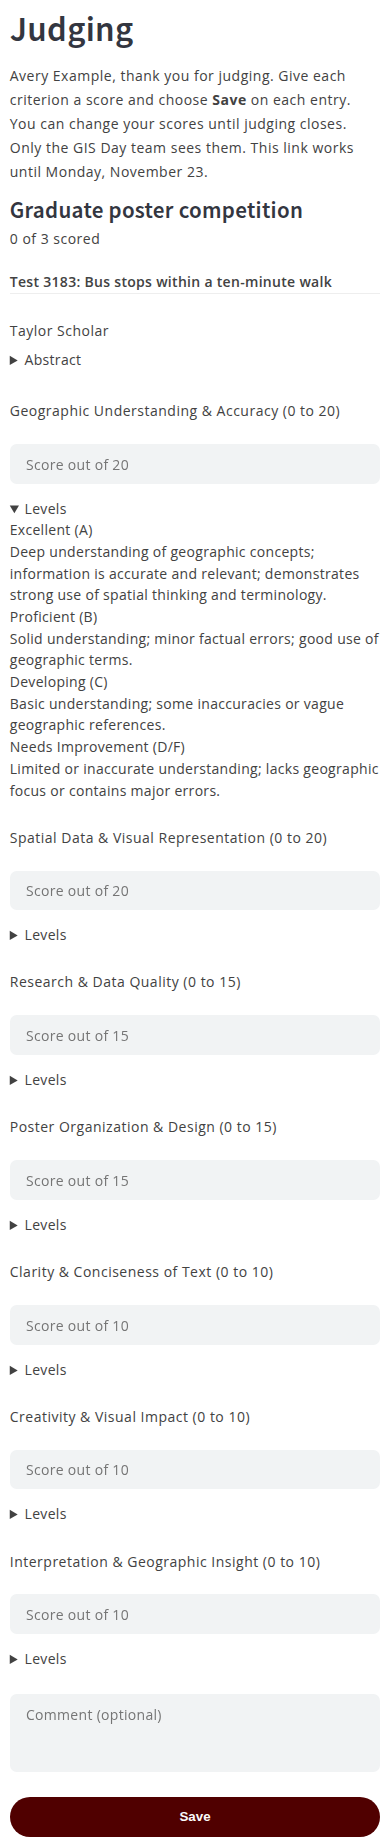 Judging
Avery Example, thank you for judging. Give each
criterion a score and choose Save on each entry.
You can change your scores until judging closes.
Only the GIS Day team sees them. This link works
until Monday, November 23.
Graduate poster competition
0 of 3 scored
Test 3183: Bus stops within a ten-minute walk
Taylor Scholar
Abstract
Geographic Understanding & Accuracy (0 to 20)
Score out of 20
Levels
Excellent (A)
Deep understanding of geographic concepts;
information is accurate and relevant; demonstrates
strong use of spatial thinking and terminology.
Proficient (B)
Solid understanding; minor factual errors; good use of
geographic terms.
Developing (C)
Basic understanding; some inaccuracies or vague
geographic references.
Needs Improvement (D/F)
Limited or inaccurate understanding; lacks geographic
focus or contains major errors.
Spatial Data & Visual Representation (0 to 20)
Score out of 20
Levels
Research & Data Quality (0 to 15)
Score out of 15
Levels
Poster Organization & Design (0 to 15)
Score out of 15
Levels
Clarity & Conciseness of Text (0 to 10)
Score out of 10
Levels
Creativity & Visual Impact (0 to 10)
Score out of 10
Levels
Interpretation & Geographic Insight (0 to 10)
Score out of 10
Levels
Comment (optional)
Save